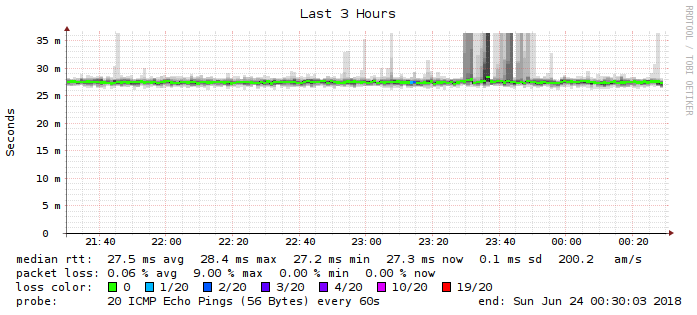 Last 3 Hours
RRDTOOL / TOBI OETIKER
Seconds
35 m
30 m
25 m
20 m
15 m
10 m
5 m
0
21:40 22:00 22:20 22:40 23:00 23:20 23:40 00:00 00:20
median rtt: 27.5 ms avg 28.4 ms max 27.2 ms min 27.3 ms now 0.1 ms sd 200.2 am/s
packet loss: 0.06 % avg 9.00 % max 0.00 % min 0.00 % now
loss color: 0 1/20 2/20 3/20 4/20 10/20 19/20
probe: 20 ICMP Echo Pings (56 Bytes) every 60s end: Sun Jun 24 00:30:03 2018